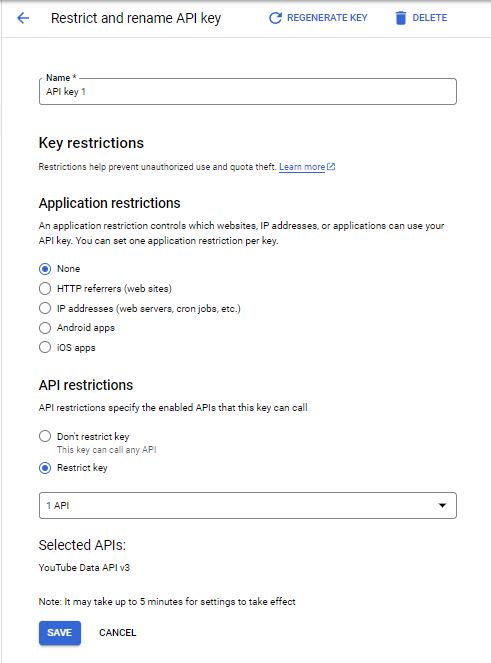 Restrict and rename API key
REGENERATE KEY
DELETE
Name *
API key 1
Key restrictions
Restrictions help prevent unauthorized use and quota theft. Learn more
Application restrictions
An application restriction controls which websites, IP addresses, or applications can use your
API key. You can set one application restriction per key.
None
HTTP referrers (web sites)
IP addresses (web servers, cron jobs, etc.)
Android apps
iOS apps
API restrictions
API restrictions specify the enabled APIs that this key can call
Don't restrict key
This key can call any API
Restrict key
1 API
Selected APIs:
YouTube Data API v3
Note: It may take up to 5 minutes for settings to take effect
SAVE
CANCEL